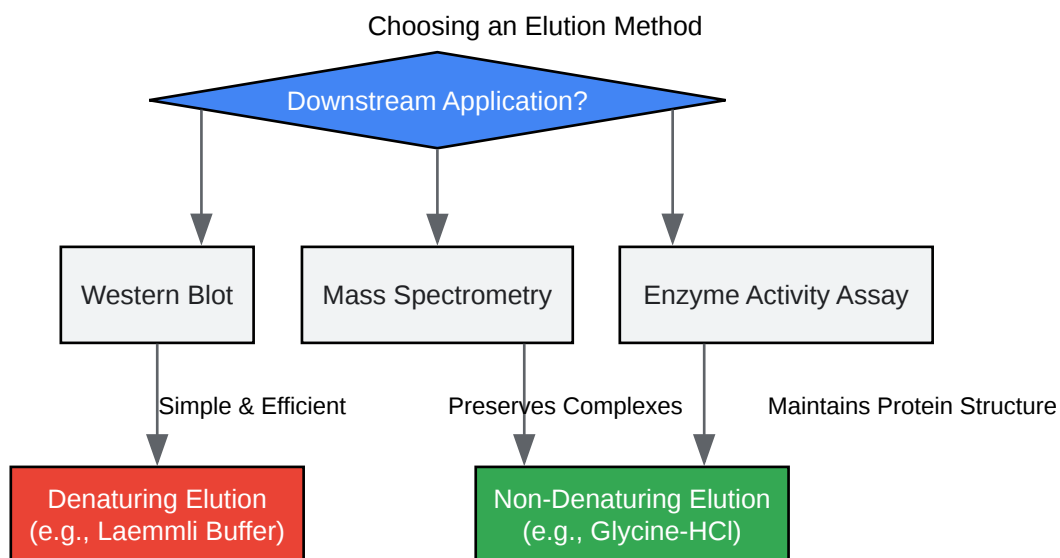 Choosing an Elution Method
Downstream Application?
Western Blot
Mass Spectrometry
Enzyme Activity Assay
Simple & Efficient
Preserves Complexes
Maintains Protein Structure
Denaturing Elution
(e.g., Laemmli Buffer)
Non-Denaturing Elution
(e.g., Glycine-HCl)